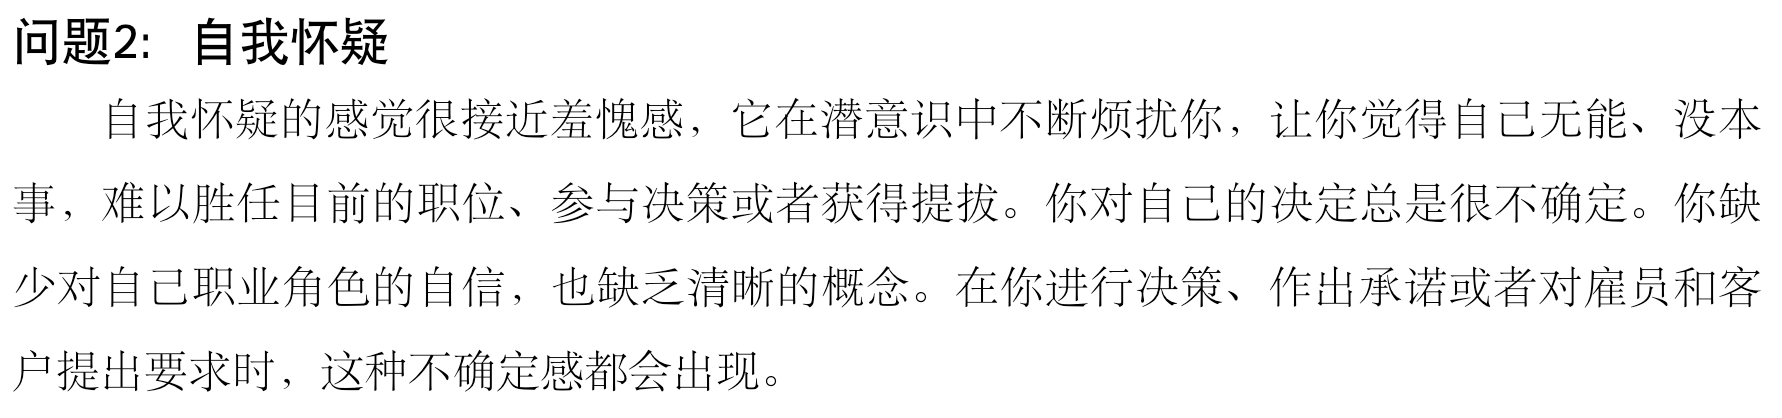 问题2： 自我怀疑
自我怀疑的感觉很接近羞愧感，它在潜意识中不断烦扰你，让你觉得自己无能、没本
事，难以胜任目前的职位、参与决策或者获得提拔。你对自己的决定总是很不确定。你缺
少对自己职业角色的自信，也缺乏清晰的概念。在你进行决策、作出承诺或者对雇员和客
户提出要求时，这种不确定感都会出现。